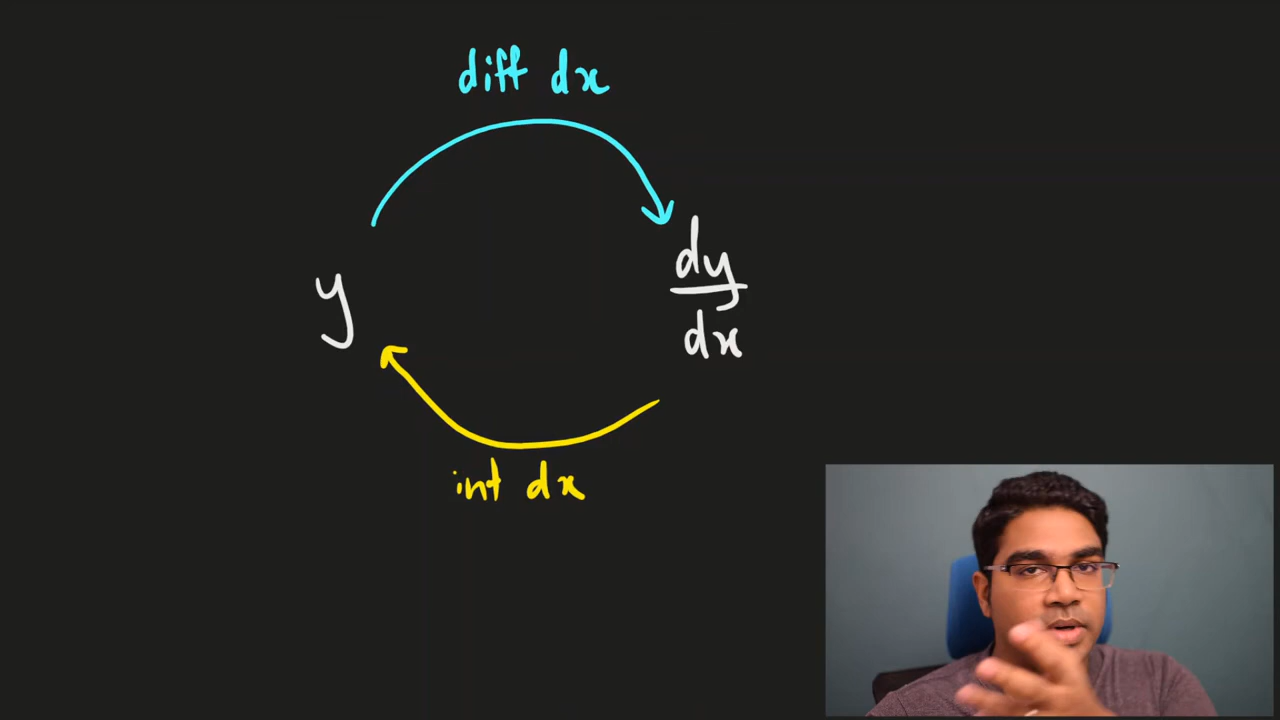 diff dx
y
dy
dx
int dx